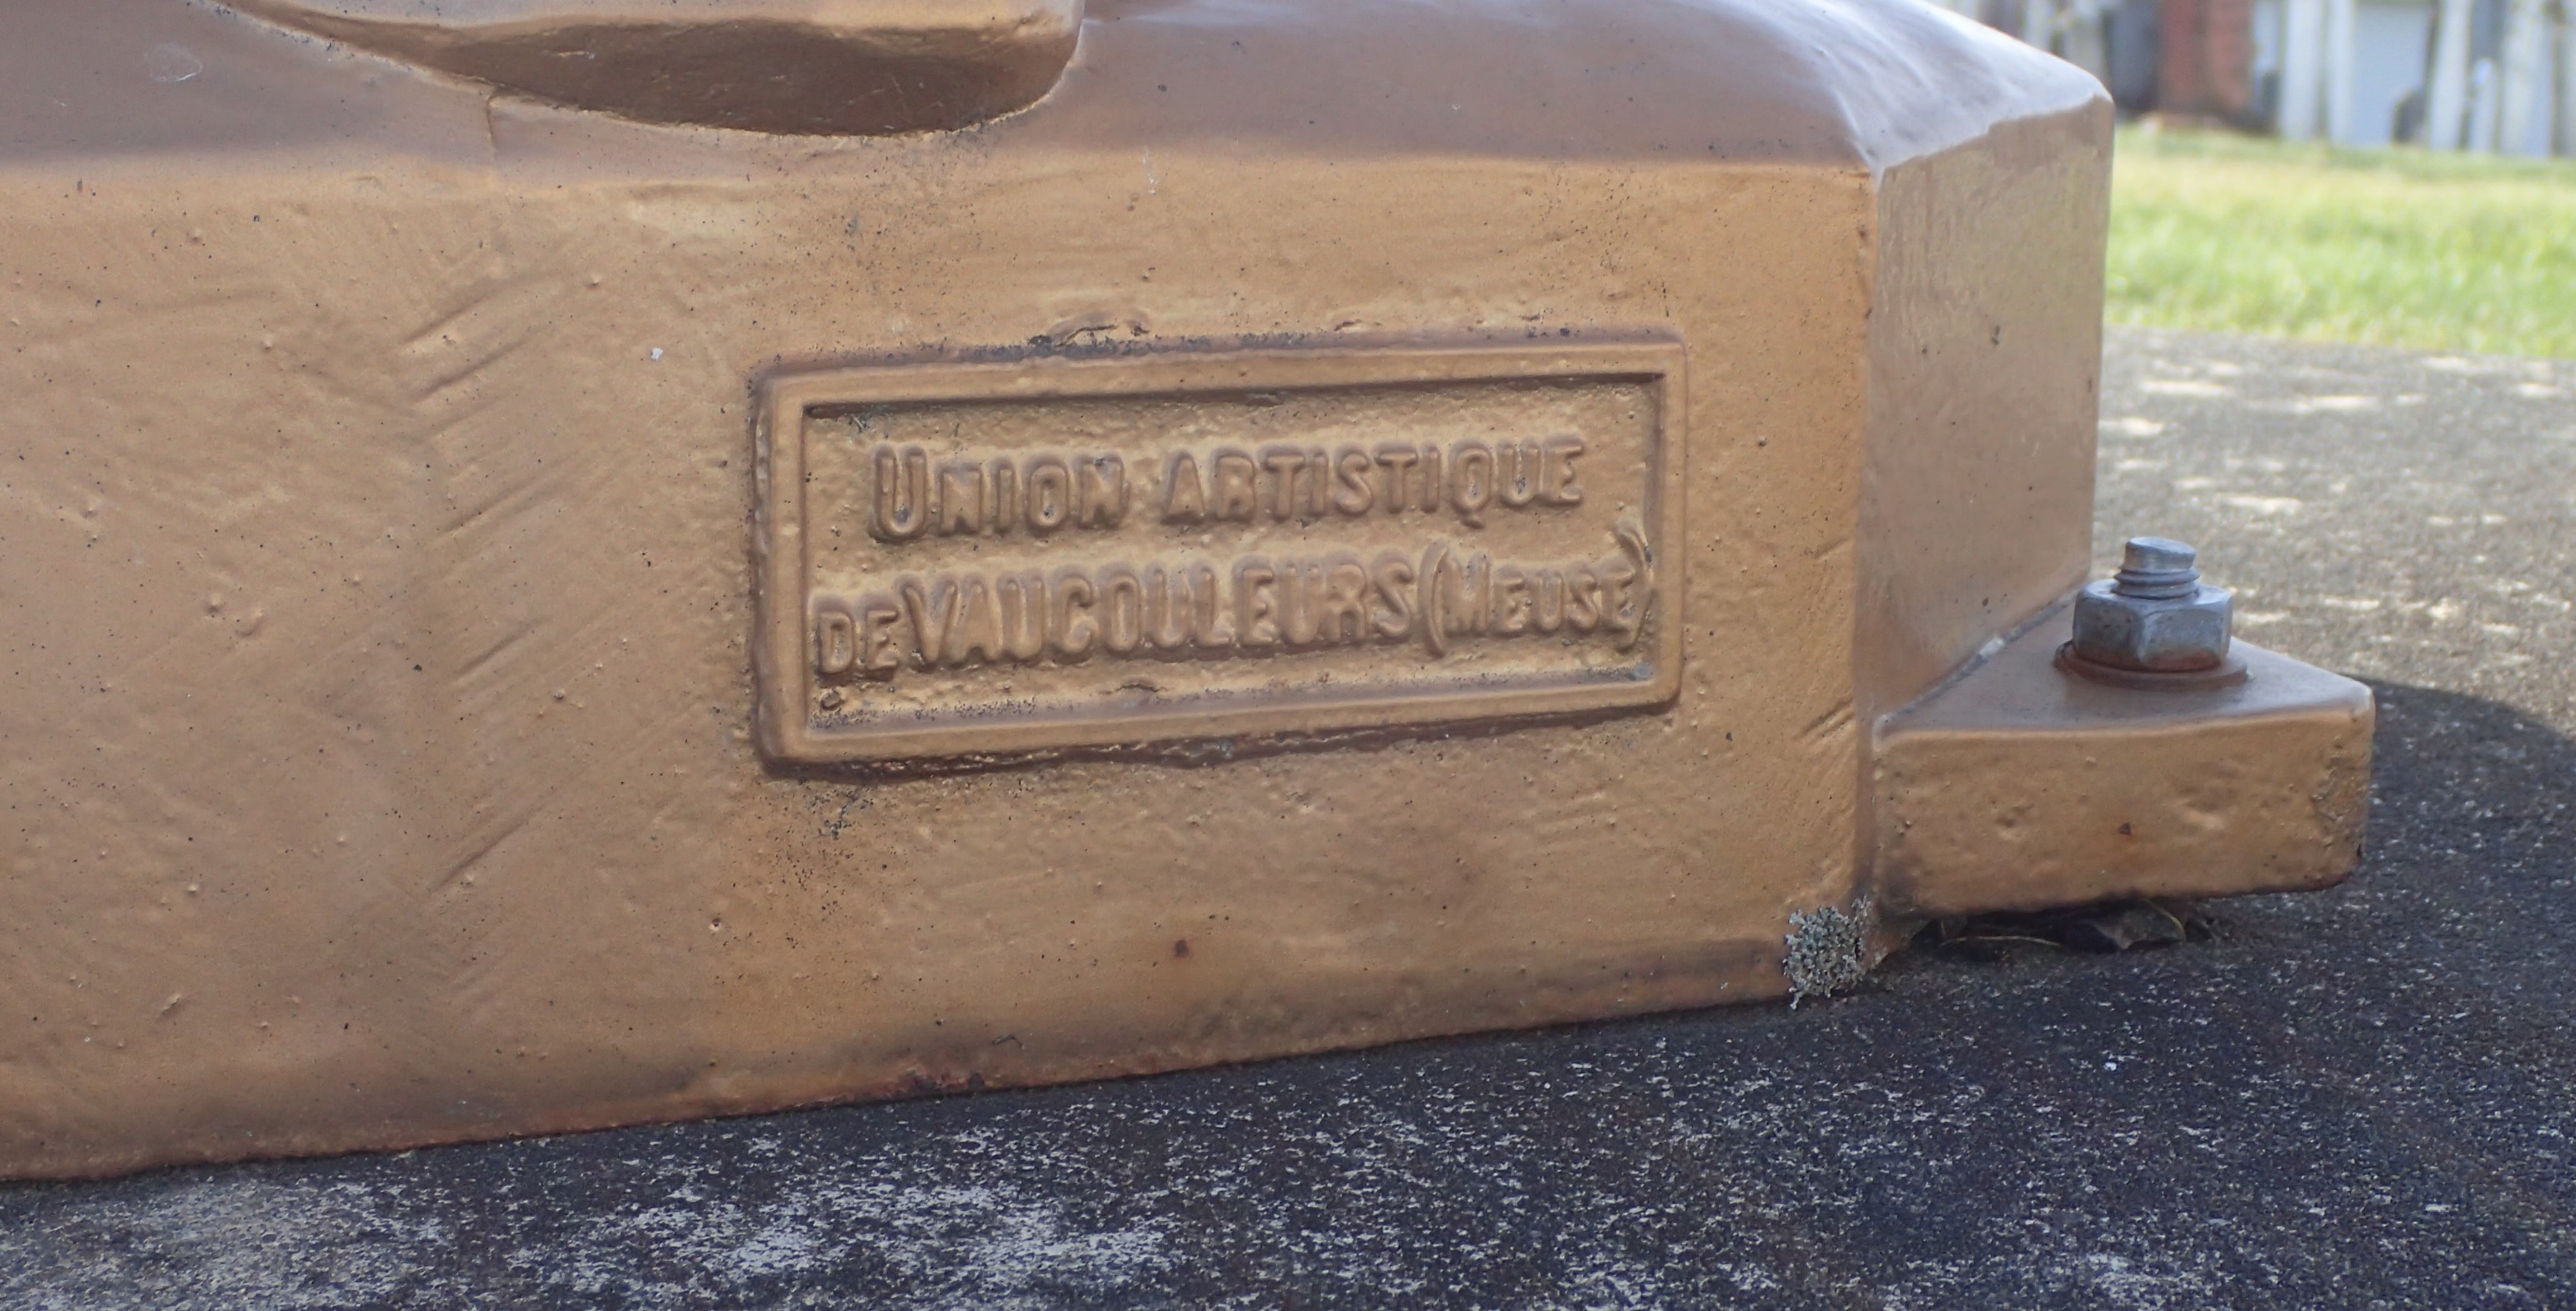 UNION ARTISTIQUE
DE VAUCOULEURS (MEUSE)